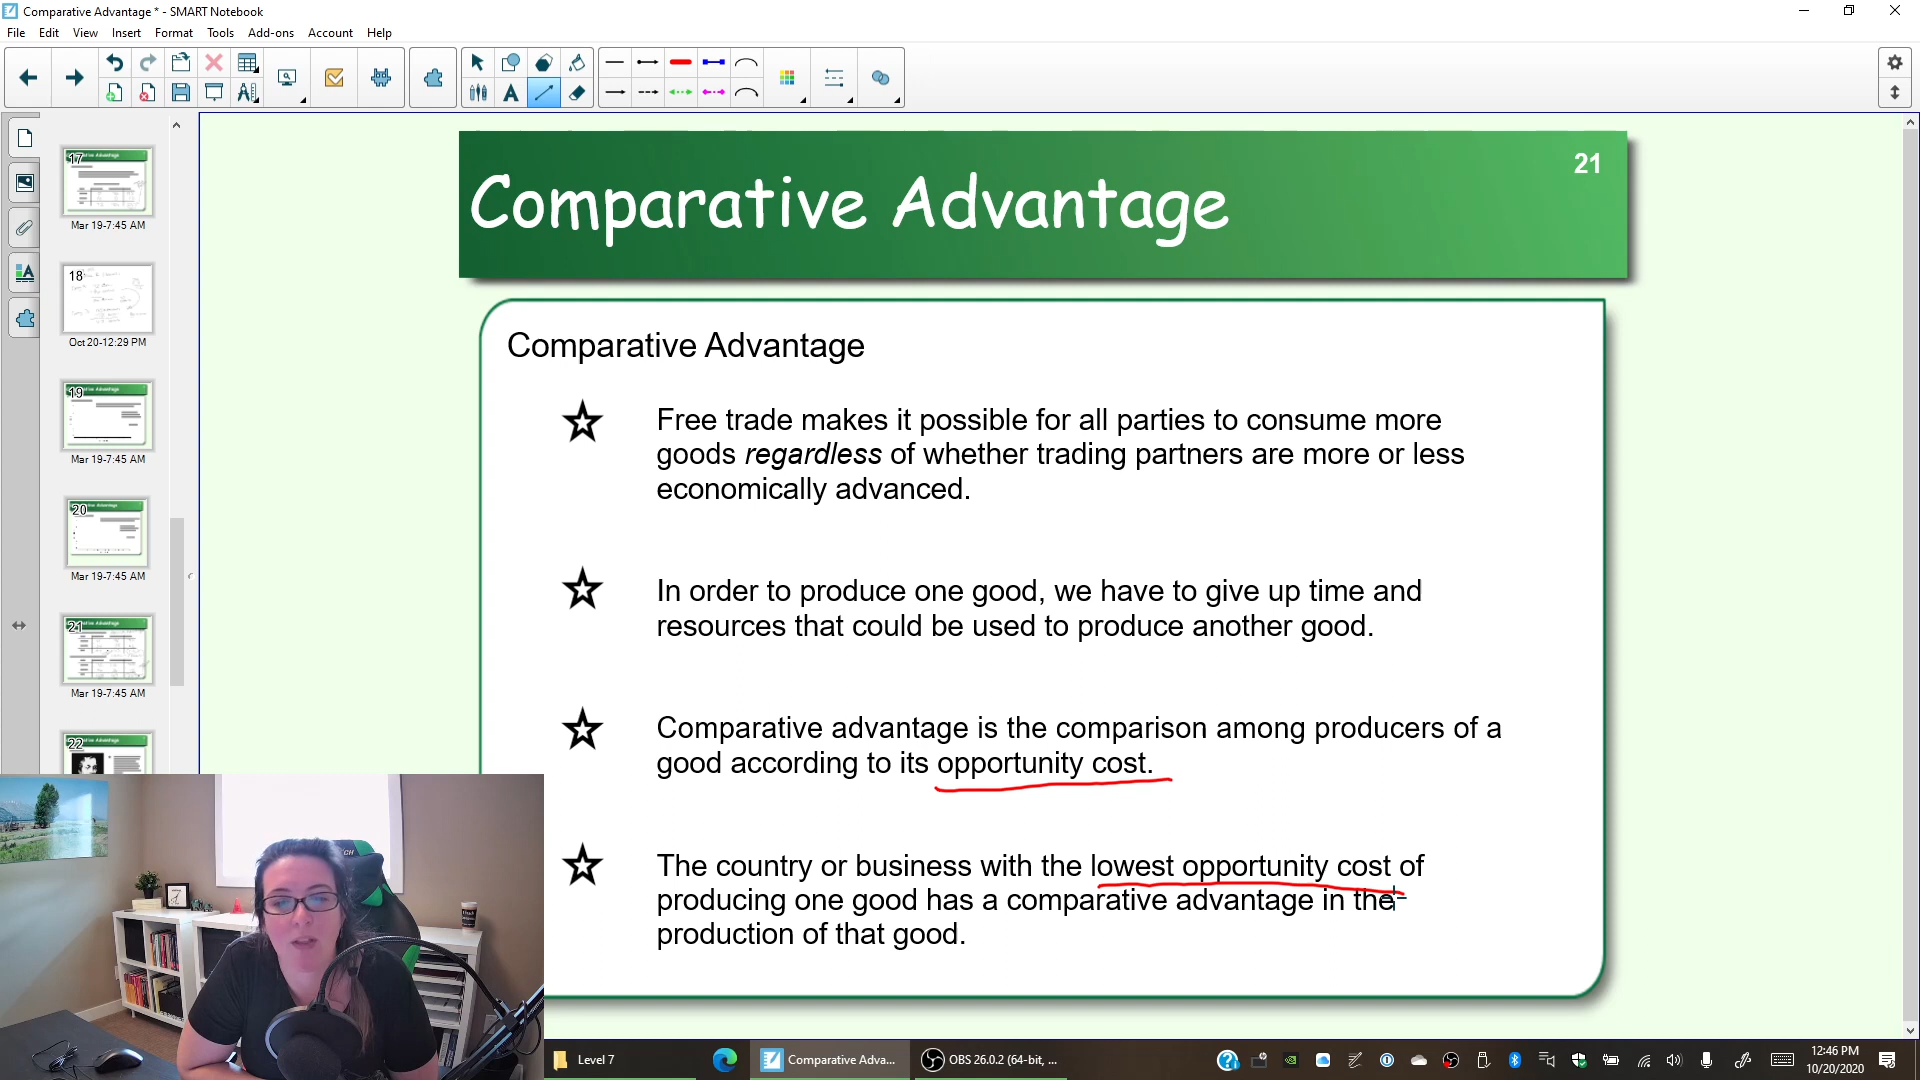 Comparative Advantage * - SMART Notebook
File Edit View Insert Format Tools Add-ons Account Help
17
Mar 19-7:45 AM
18
Oct 20-12:29 PM
19
Mar 19-7:45 AM
20
Mar 19-7:45 AM
21
Mar 19-7:45 AM
22
21
Comparative Advantage
Comparative Advantage
Free trade makes it possible for all parties to consume more
goods regardless of whether trading partners are more or less
economically advanced.
In order to produce one good, we have to give up time and
resources that could be used to produce another good.
Comparative advantage is the comparison among producers of a
good according to its opportunity cost.
The country or business with the lowest opportunity cost of
producing one good has a comparative advantage in the
production of that good.
Level 7
Comparative Adva...
OBS 26.0.2 (64-bit, ...
12:46 PM
10/20/2020